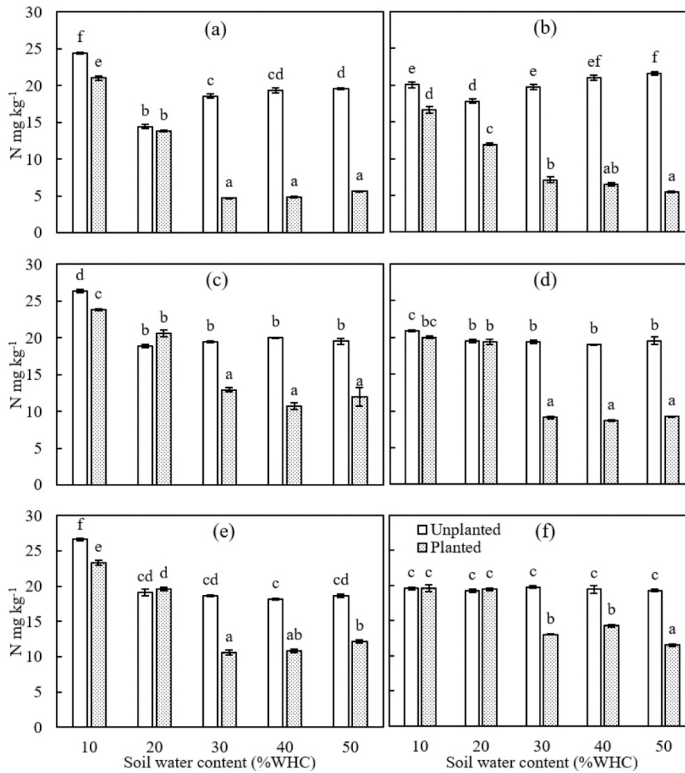 (a)
30
25
20
15
10
5
0
N mg kg-1
f e b b c a cd a d a
(b)
e d d c e b ef ab f a
(c)
30
25
20
15
10
5
0
N mg kg-1
d c b b b a b a b a
(d)
c bc b b b a b a b a
(e)
30
25
20
15
10
5
0
N mg kg-1
f e cd d cd a c ab cd b
10 20 30 40 50
Soil water content (%WHC)
(f)
Unplanted
Planted
c c c c c b c b c a
10 20 30 40 50
Soil water content (%WHC)